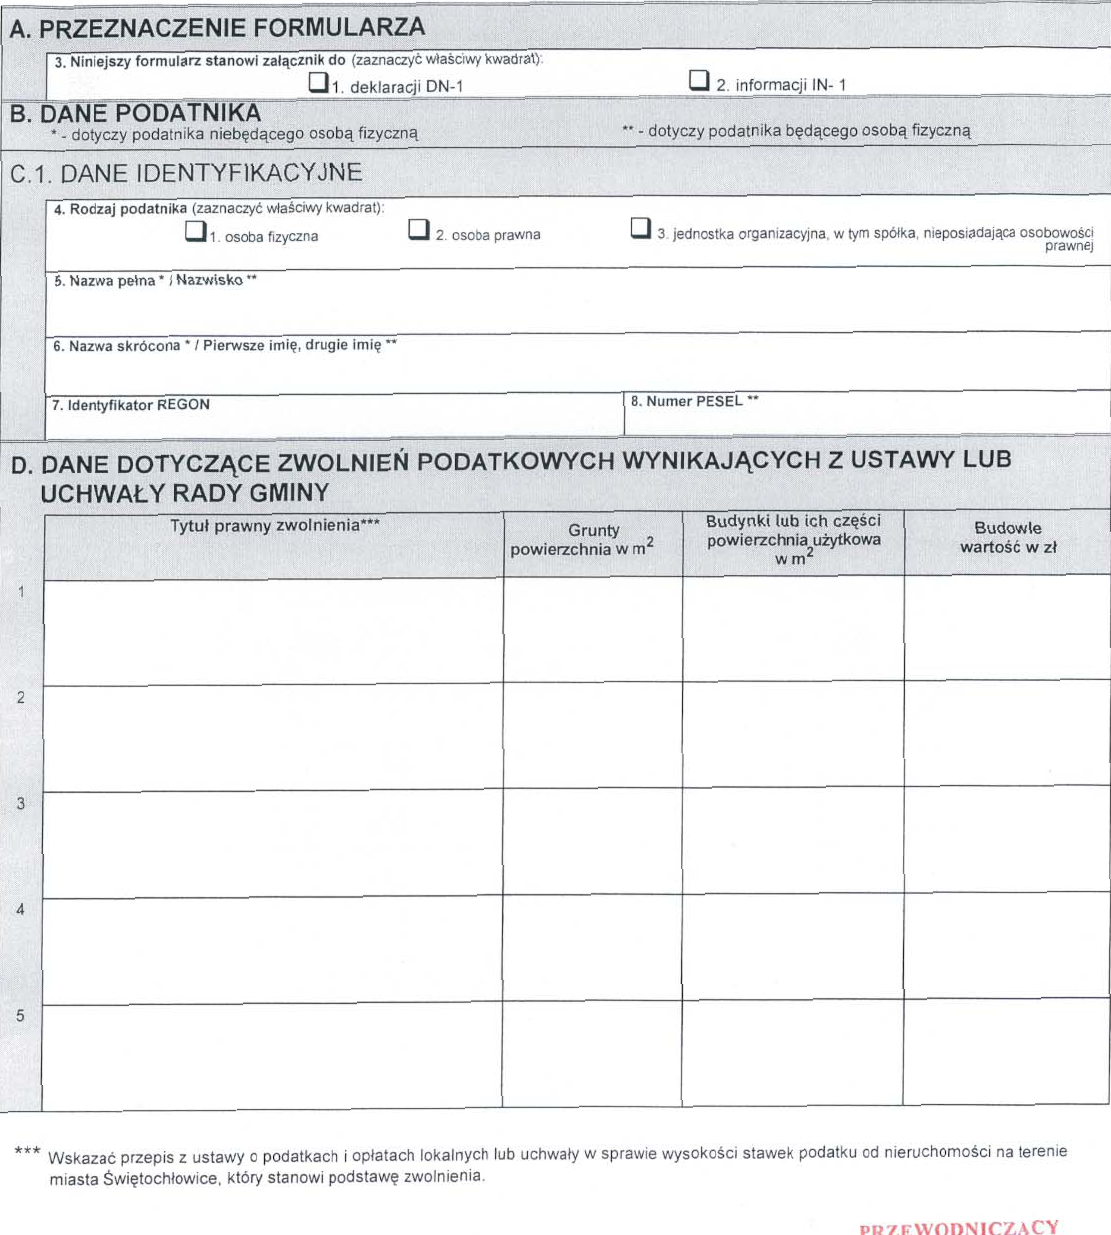 A. PRZEZNACZENIE FORMULARZA
3. Niniejszy formularz stanowi załącznik do (zaznaczyć właściwy kwadrat):
1. deklaracji DN-1
2. informacji IN- 1
B. DANE PODATNIKA
* - dotyczy podatnika niebędącego osobą fizyczną
** - dotyczy podatnika będącego osobą fizyczną
C.1. DANE IDENTYFIKACYJNE
4. Rodzaj podatnika (zaznaczyć właściwy kwadrat):
1. osoba fizyczna
2. osoba prawna
3. jednostka organizacyjna, w tym spółka, nieposiadająca osobowości
prawnej
5. Nazwa pełna * / Nazwisko **
6. Nazwa skrócona * / Pierwsze imię, drugie imię **
7. Identyfikator REGON
8. Numer PESEL **
D. DANE DOTYCZĄCE ZWOLNIEŃ PODATKOWYCH WYNIKAJĄCYCH Z USTAWY LUB
UCHWAŁY RADY GMINY
Tytuł prawny zwolnienia***
Grunty
powierzchnia w m2
Budynki lub ich części
powierzchnia użytkowa
w m2
Budowle
wartość w zł
1
2
3
4
5
*** Wskazać przepis z ustawy o podatkach i opłatach lokalnych lub uchwały w sprawie wysokości stawek podatku od nieruchomości na terenie
miasta Świętochłowice, który stanowi podstawę zwolnienia.
PRZEWODNICZĄCY